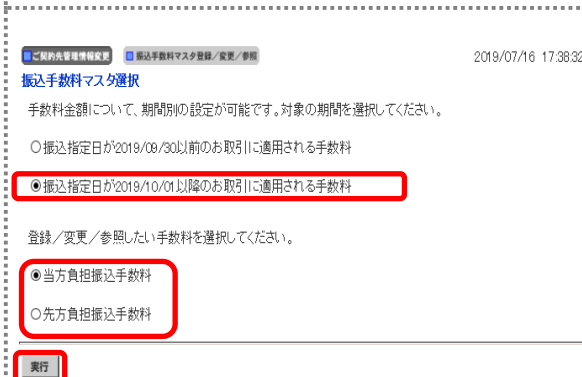 ご契約先管理情報変更 振込手数料マスタ登録／変更／参照 2019/07/16 17:38:32
振込手数料マスタ選択
手数料金額について、期間別の設定が可能です。対象の期間を選択してください。
○振込指定日が2019/09/30以前のお取引に適用される手数料
◉振込指定日が2019/10/01以降のお取引に適用される手数料
登録／変更／参照したい手数料を選択してください。
◉当方負担振込手数料
○先方負担振込手数料
実行